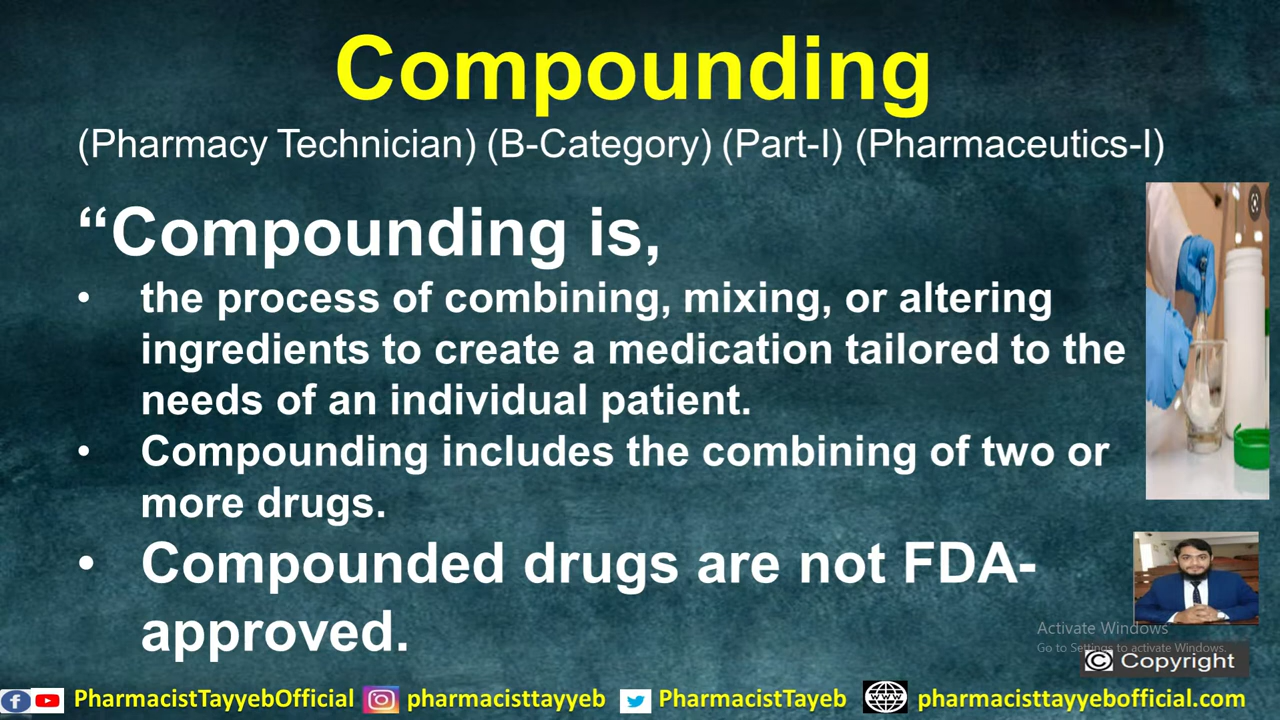 Compounding
(Pharmacy Technician) (B-Category) (Part-I) (Pharmaceutics-I)
“Compounding is,
• the process of combining, mixing, or altering
ingredients to create a medication tailored to the
needs of an individual patient.
• Compounding includes the combining of two or
more drugs.
• Compounded drugs are not FDA-
approved.
Activate Windows
Go to Settings to activate Windows.
© Copyright
PharmacistTayyebOfficial pharmacisttayyeb PharmacistTayeb pharmacisttayyebofficial.com